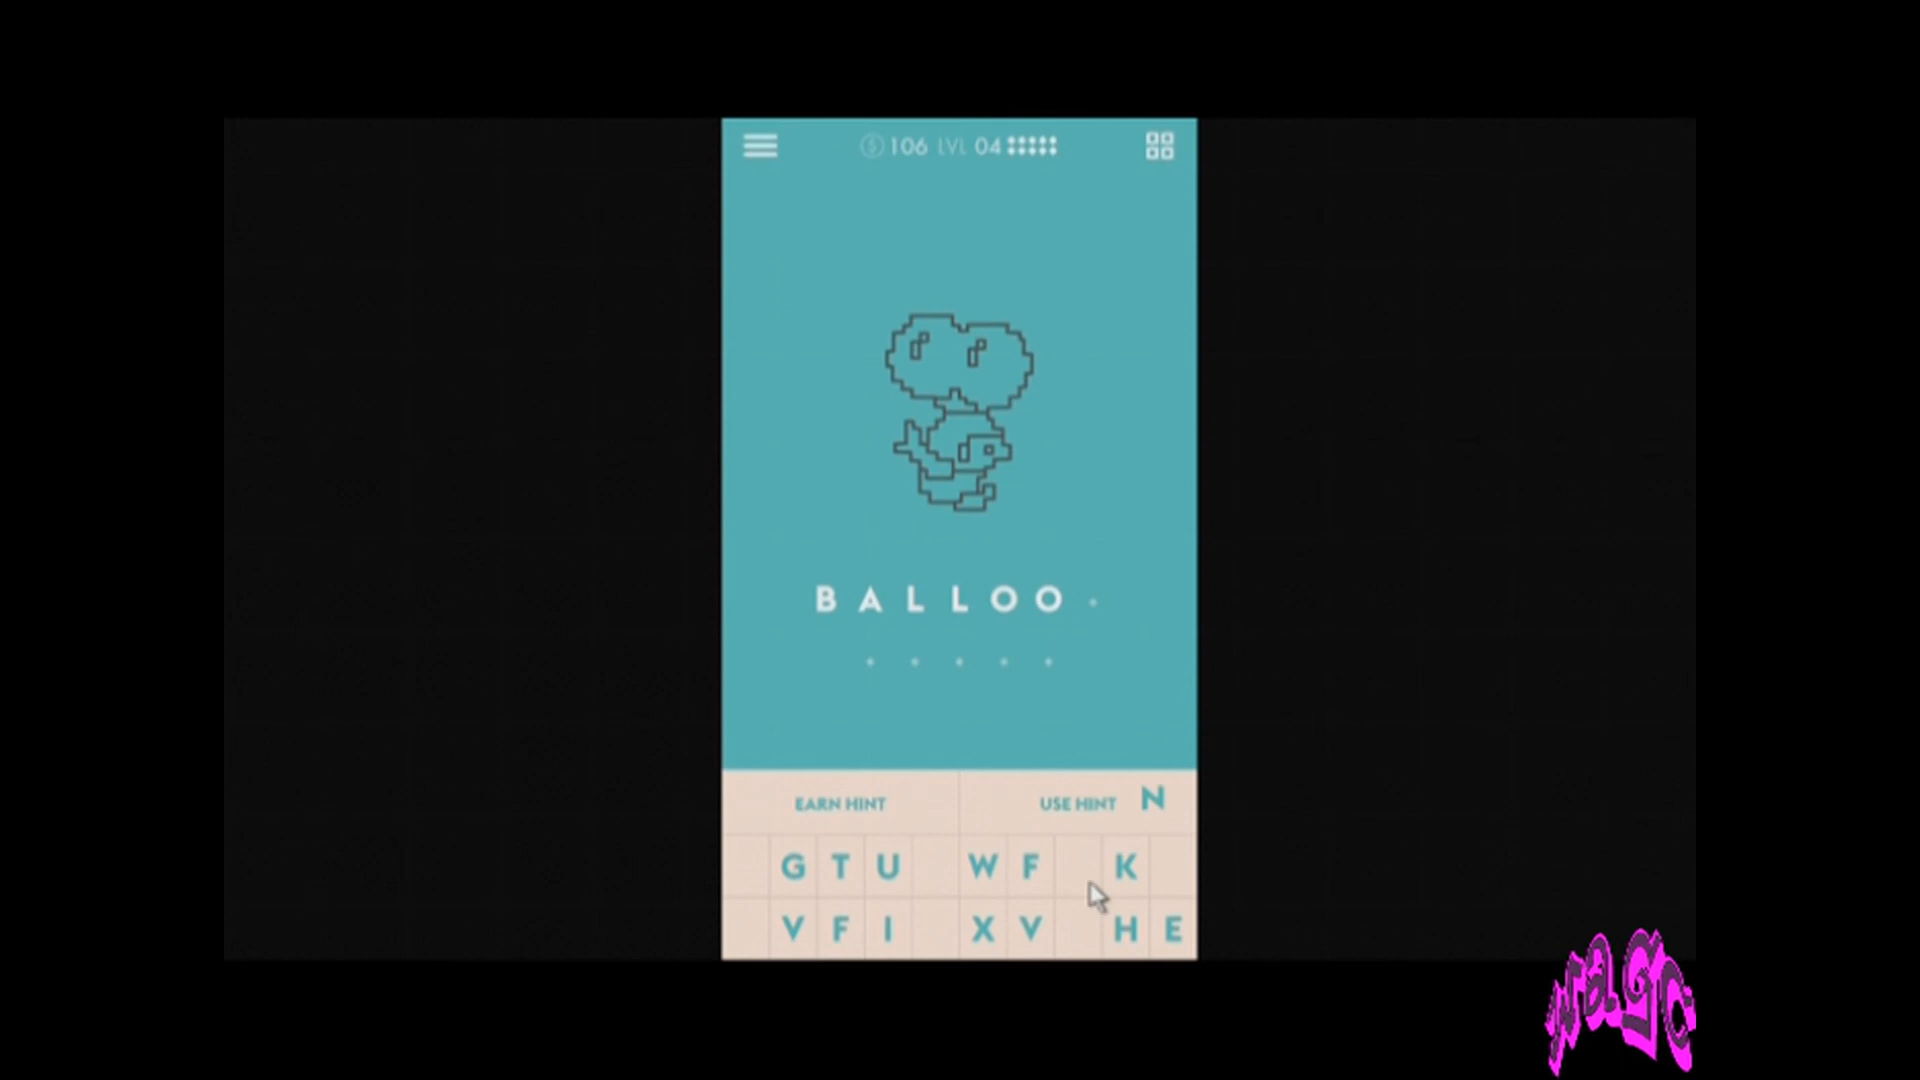 106 LVL 04
BALLOO
EARN HINT
USE HINT N
G T U W F K
V F I X V H E